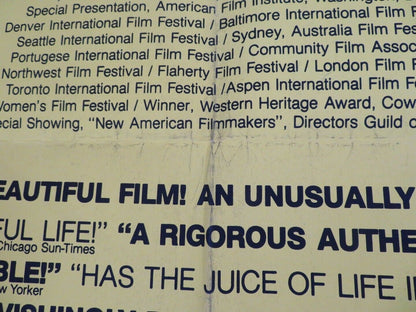 Special Presentation, American Film Institute, Washington,
Denver International Film Festival / Baltimore International Film
Seattle International Film Festival / Sydney, Australia Film Fes
Portugese International Film Festival / Community Film Assoc
Northwest Film Festival / Flaherty Film Festival / London Film F
Toronto International Film Festival /Aspen International Film
Women's Film Festival / Winner, Western Heritage Award, Cow
ecial Showing, "New American Filmmakers", Directors Guild o
EAUTIFUL FILM! AN UNUSUALLY
FUL LIFE!" "A RIGOROUS AUTHE
Chicago Sun-Times
BLE!" "HAS THE JUICE OF LIFE I
w Yorker